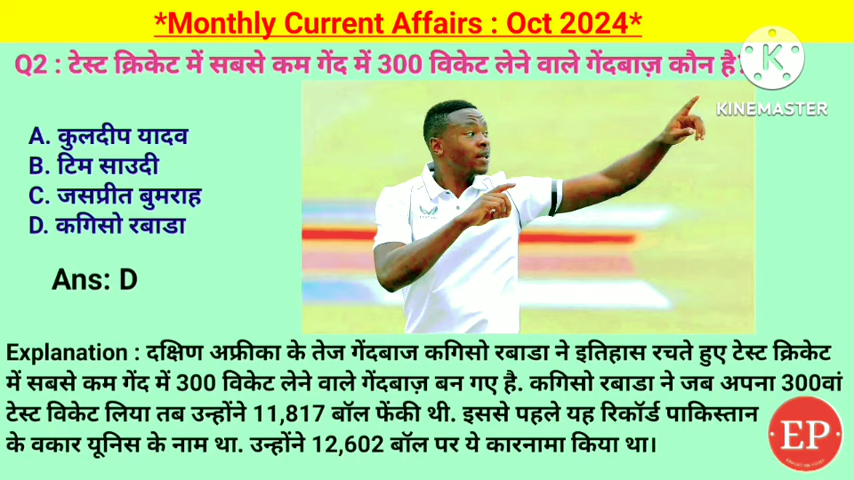 *Monthly Current Affairs : Oct 2024*
Q2 : टेस्ट क्रिकेट में सबसे कम गेंद में 300 विकेट लेने वाले गेंदबाज़ कौन है?
K
KINEMASTER
A. कुलदीप यादव
B. टिम साउदी
C. जसप्रीत बुमराह
D. कगिसो रबाडा
Ans: D
Explanation : दक्षिण अफ्रीका के तेज गेंदबाज कगिसो रबाडा ने इतिहास रचते हुए टेस्ट क्रिकेट
में सबसे कम गेंद में 300 विकेट लेने वाले गेंदबाज़ बन गए है. कगिसो रबाडा ने जब अपना 300वां
टेस्ट विकेट लिया तब उन्होंने 11,817 बॉल फेंकी थी. इससे पहले यह रिकॉर्ड पाकिस्तान
के वकार यूनिस के नाम था. उन्होंने 12,602 बॉल पर ये कारनामा किया था।
EP